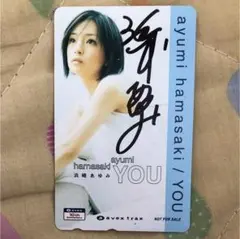 ayumi
hamasaki
浜崎あゆみ
YOU
avex trax
NOT FOR SALE
ayumi hamasaki / YOU